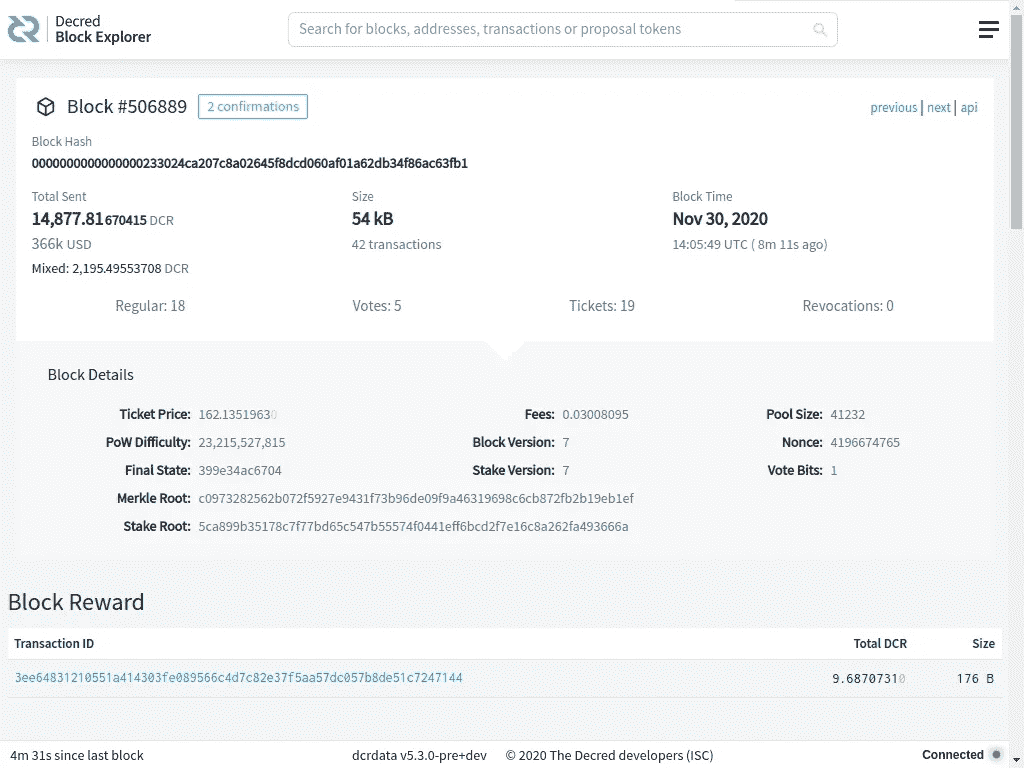 Decred
Block Explorer
Search for blocks, addresses, transactions or proposal tokens
Block #506889 2 confirmations previous | next | api
Block Hash
0000000000000000233024ca207c8a02645f8dcd060af01a62db34f86ac63fb1
Total Sent Size Block Time
14,877.81670415 DCR 54 kB Nov 30, 2020
366k USD 42 transactions 14:05:49 UTC ( 8m 11s ago)
Mixed: 2,195.49553708 DCR
Regular: 18 Votes: 5 Tickets: 19 Revocations: 0
Block Details
Ticket Price: 162.13519630 Fees: 0.03008095 Pool Size: 41232
PoW Difficulty: 23,215,527,815 Block Version: 7 Nonce: 4196674765
Final State: 399e34ac6704 Stake Version: 7 Vote Bits: 1
Merkle Root: c0973282562b072f5927e9431f73b96de09f9a46319698c6cb872fb2b19eb1ef
Stake Root: 5ca899b35178c7f77bd65c547b55574f0441eff6bcd2f7e16c8a262fa493666a
Block Reward
Transaction ID Total DCR Size
3ee64831210551a414303fe089566c4d7c82e37f5aa57dc057b8de51c7247144 9.68707310 176 B
4m 31s since last block dcrdata v5.3.0-pre+dev © 2020 The Decred developers (ISC) Connected